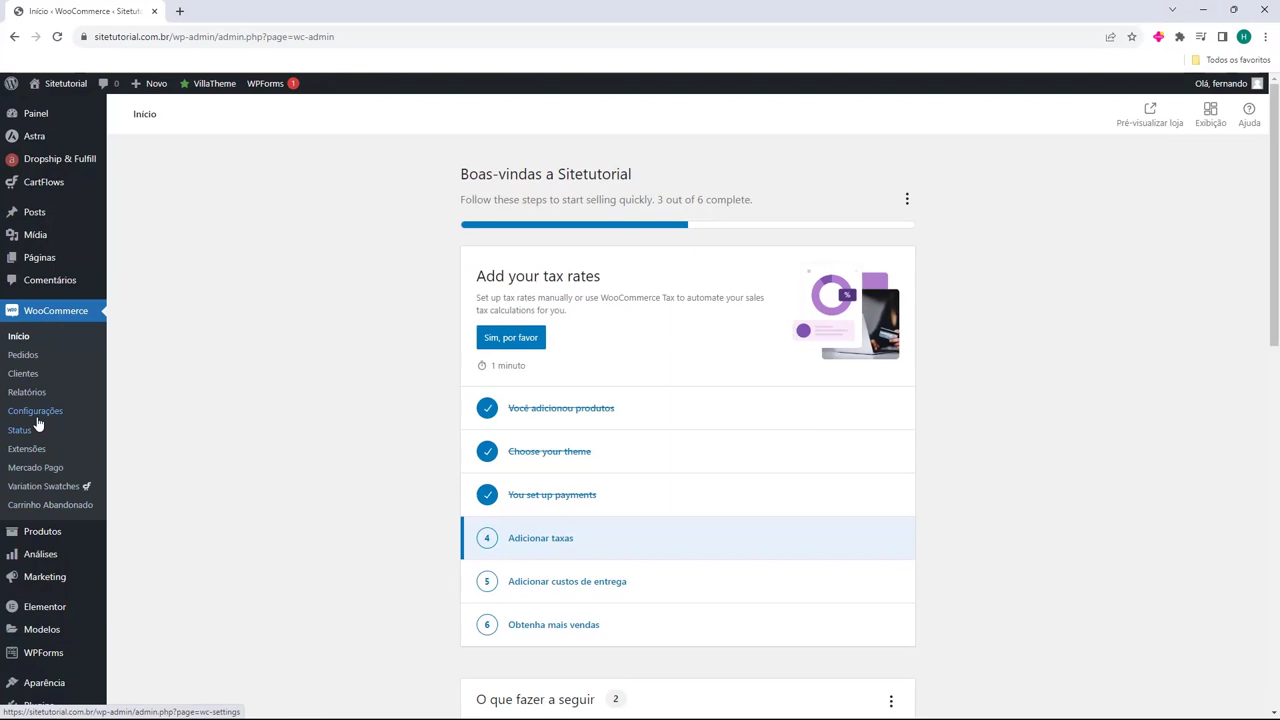 Início ‹ WooCommerce ‹ Sitetut
sitetutorial.com.br/wp-admin/admin.php?page=wc-admin
H
Todos os favoritos
Sitetutorial
0
Novo
VillaTheme
WPForms
1
Olá, fernando
Painel
Astra
Dropship & Fulfill
CartFlows
Posts
Mídia
Páginas
Comentários
WooCommerce
Início
Pedidos
Clientes
Relatórios
Configurações
Status
Extensões
Mercado Pago
Variation Swatches
Carrinho Abandonado
Produtos
Análises
Marketing
Elementor
Modelos
WPForms
Aparência
Início
Pré-visualizar loja
Exibição
Ajuda
Boas-vindas a Sitetutorial
Follow these steps to start selling quickly. 3 out of 6 complete.
Add your tax rates
Set up tax rates manually or use WooCommerce Tax to automate your sales
tax calculations for you.
%
Sim, por favor
1 minuto
Você adicionou produtos
Choose your theme
You set up payments
4 Adicionar taxas
5 Adicionar custos de entrega
6 Obtenha mais vendas
O que fazer a seguir 2
https://sitetutorial.com.br/wp-admin/admin.php?page=wc-settings